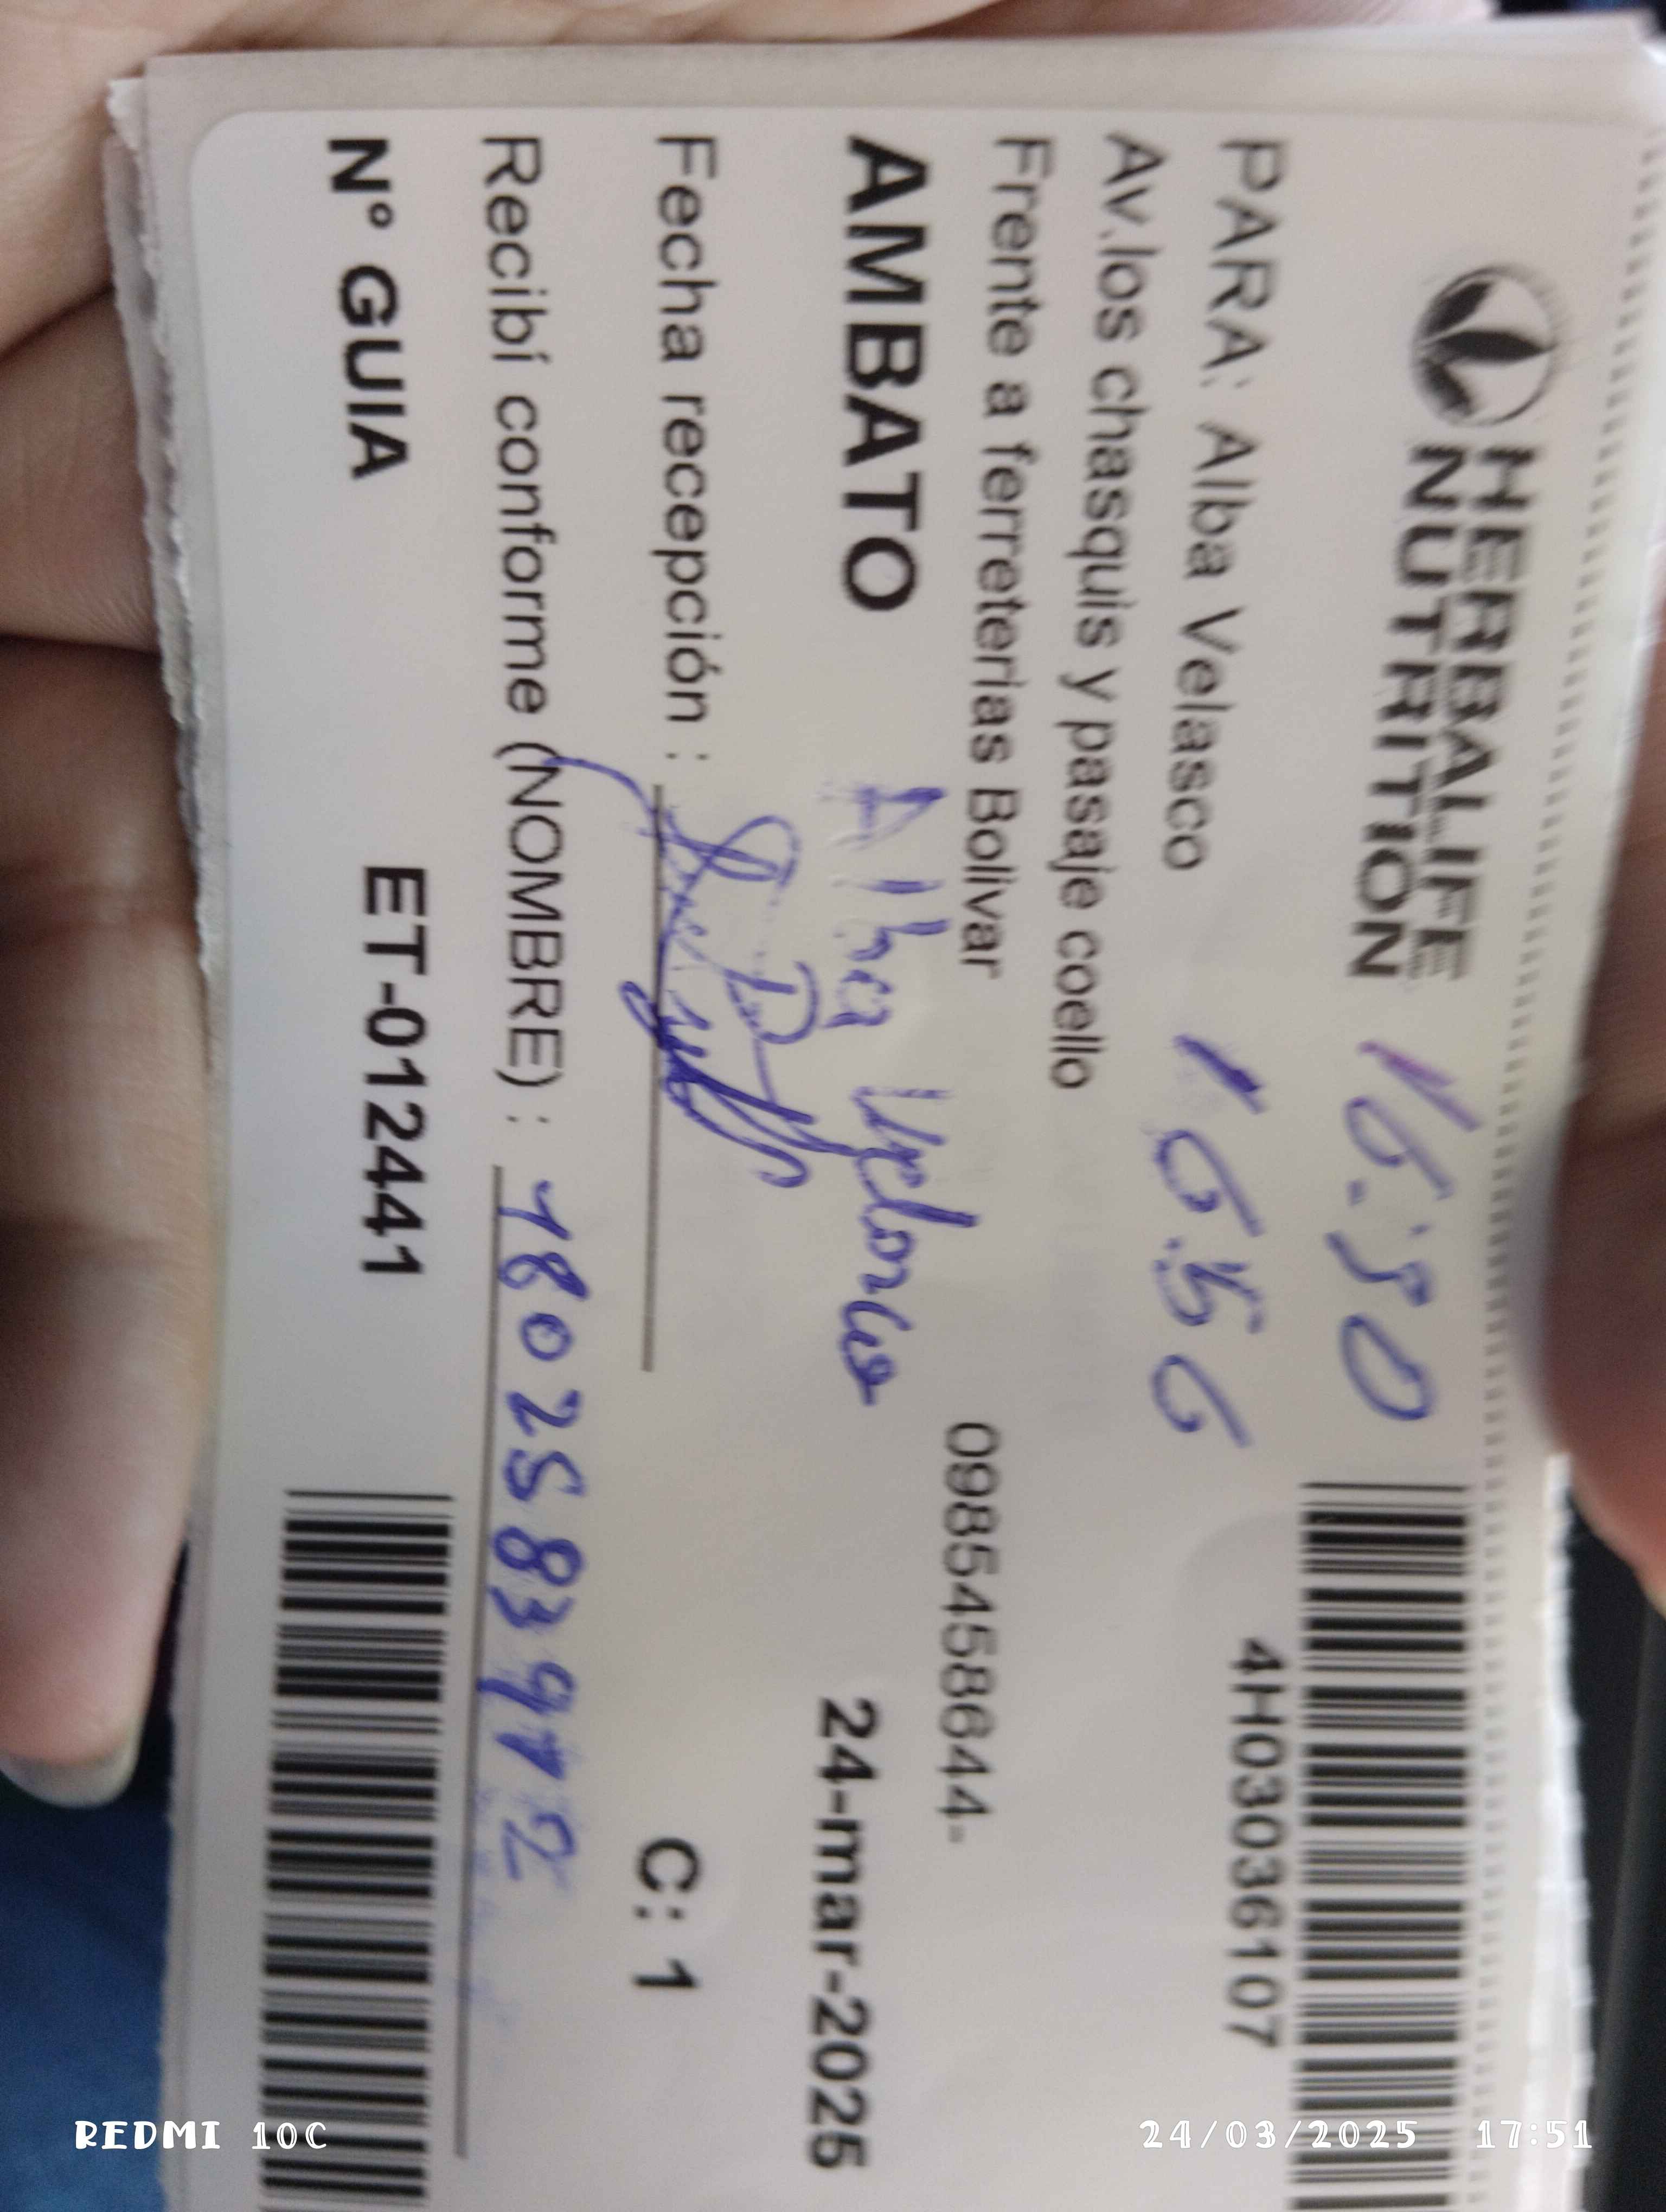 HERBALIFE
NUTRITION
16:50
4H03036107
PARA: Alba Velasco
16:56
Av.los chasquis y pasaje coello
Frente a ferreterias Bolivar
0985458644-
AMBATO
Alba Velasco
24-mar-2025
Fecha recepción :
C: 1
Recibí conforme (NOMBRE) : 1802583972
N° GUIA ET-012441
REDMI 10C
24/03/2025 17:51